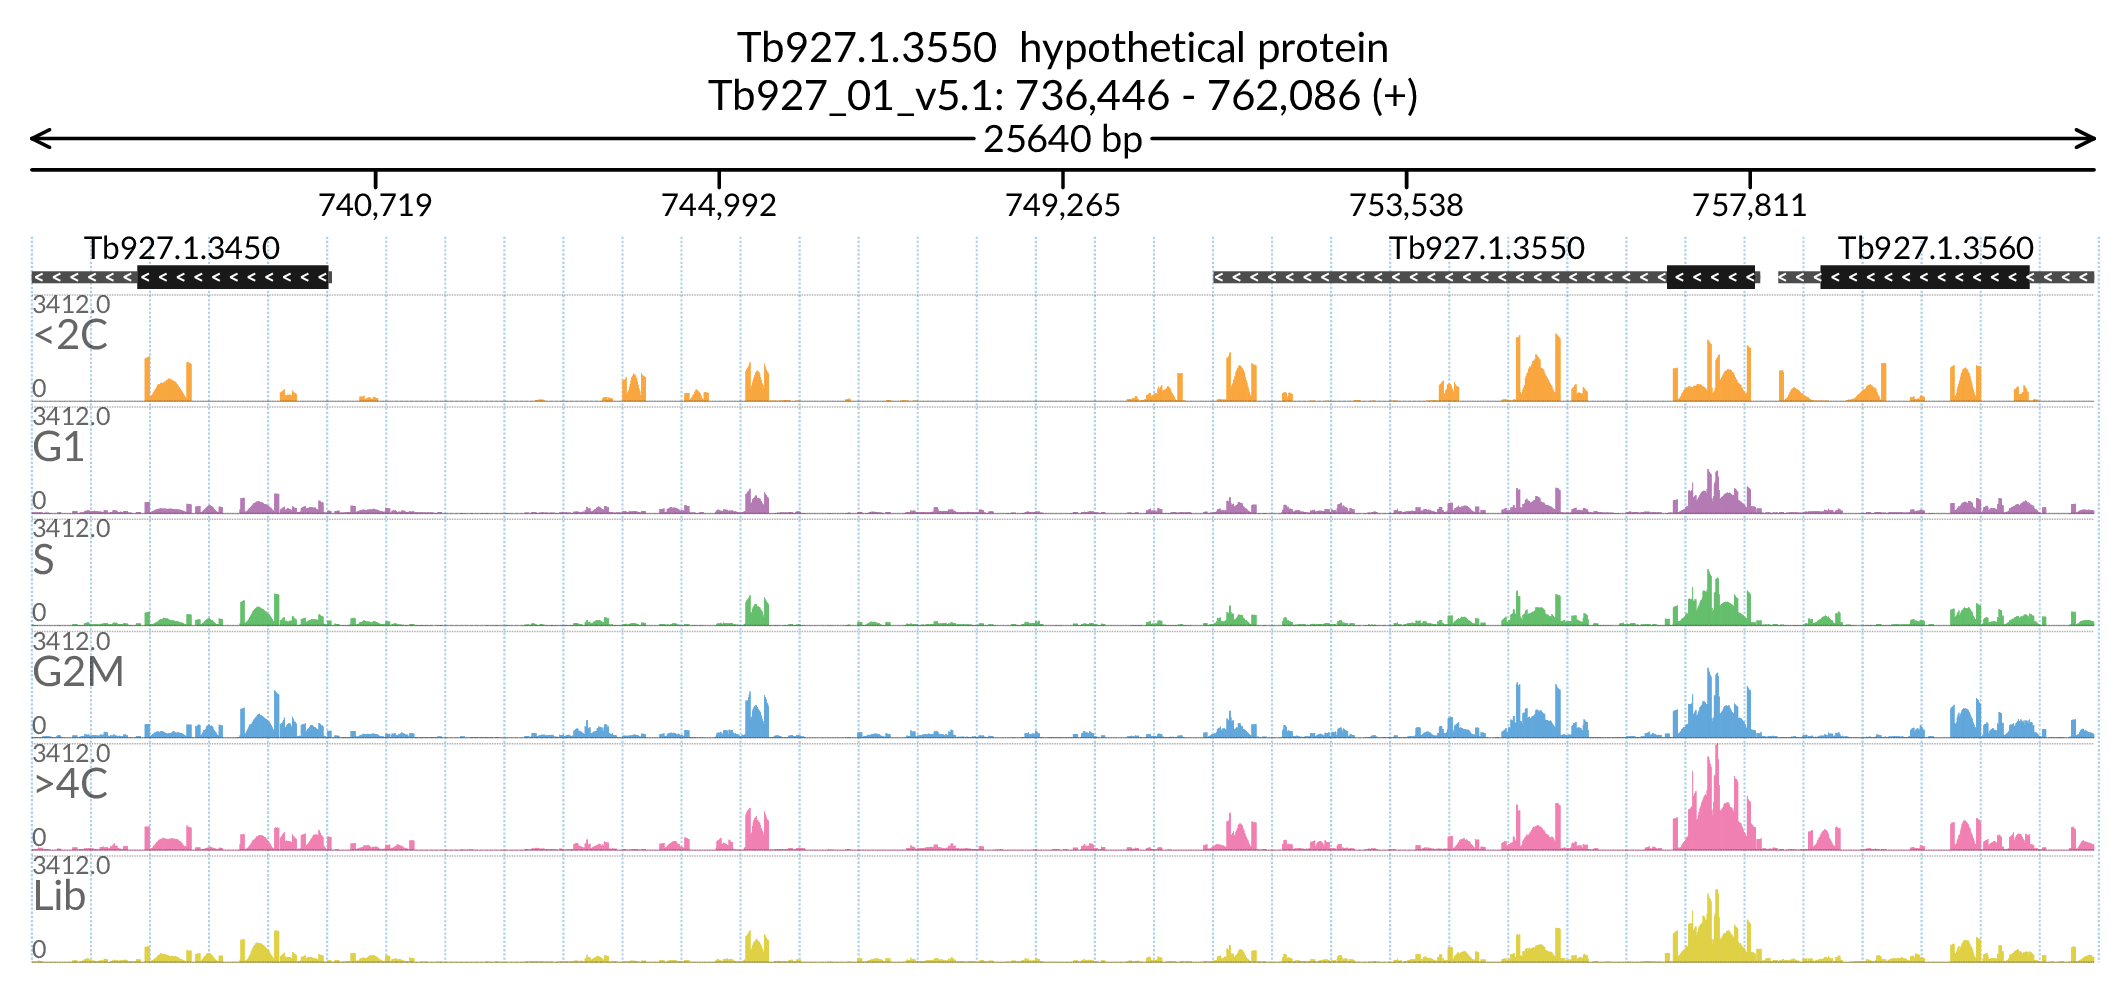 Tb927.1.3550  hypothetical protein
Tb927_01_v5.1: 736,446 - 762,086 (+)
25640 bp
740,719 744,992 749,265 753,538 757,811
Tb927.1.3450 Tb927.1.3550 Tb927.1.3560
3412.0
<2C
0
3412.0
G1
0
3412.0
S
0
3412.0
G2M
0
3412.0
>4C
0
3412.0
Lib
0